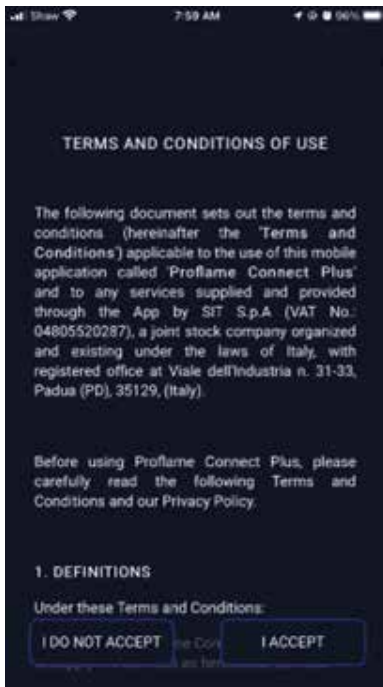 Shaw 7:59 AM 96%
TERMS AND CONDITIONS OF USE
The following document sets out the terms and
conditions (hereinafter the 'Terms and
Conditions') applicable to the use of this mobile
application called 'Proflame Connect Plus'
and to any services supplied and provided
through the App by SIT S.p.A (VAT No.:
04805520287), a joint stock company organized
and existing under the laws of Italy, with
registered office at Viale dell'Industria n. 31-33,
Padua (PD), 35129, (Italy).
Before using Proflame Connect Plus, please
carefully read the following Terms and
Conditions and our Privacy Policy.
1. DEFINITIONS
Under these Terms and Conditions:
I DO NOT ACCEPT I ACCEPT